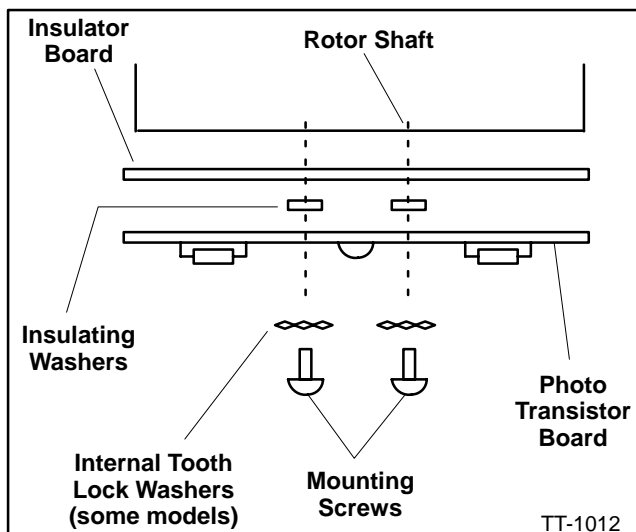 Insulator
Board
Rotor Shaft
Insulating
Washers
Internal Tooth
Lock Washers
(some models)
Mounting
Screws
Photo
Transistor
Board
TT-1012